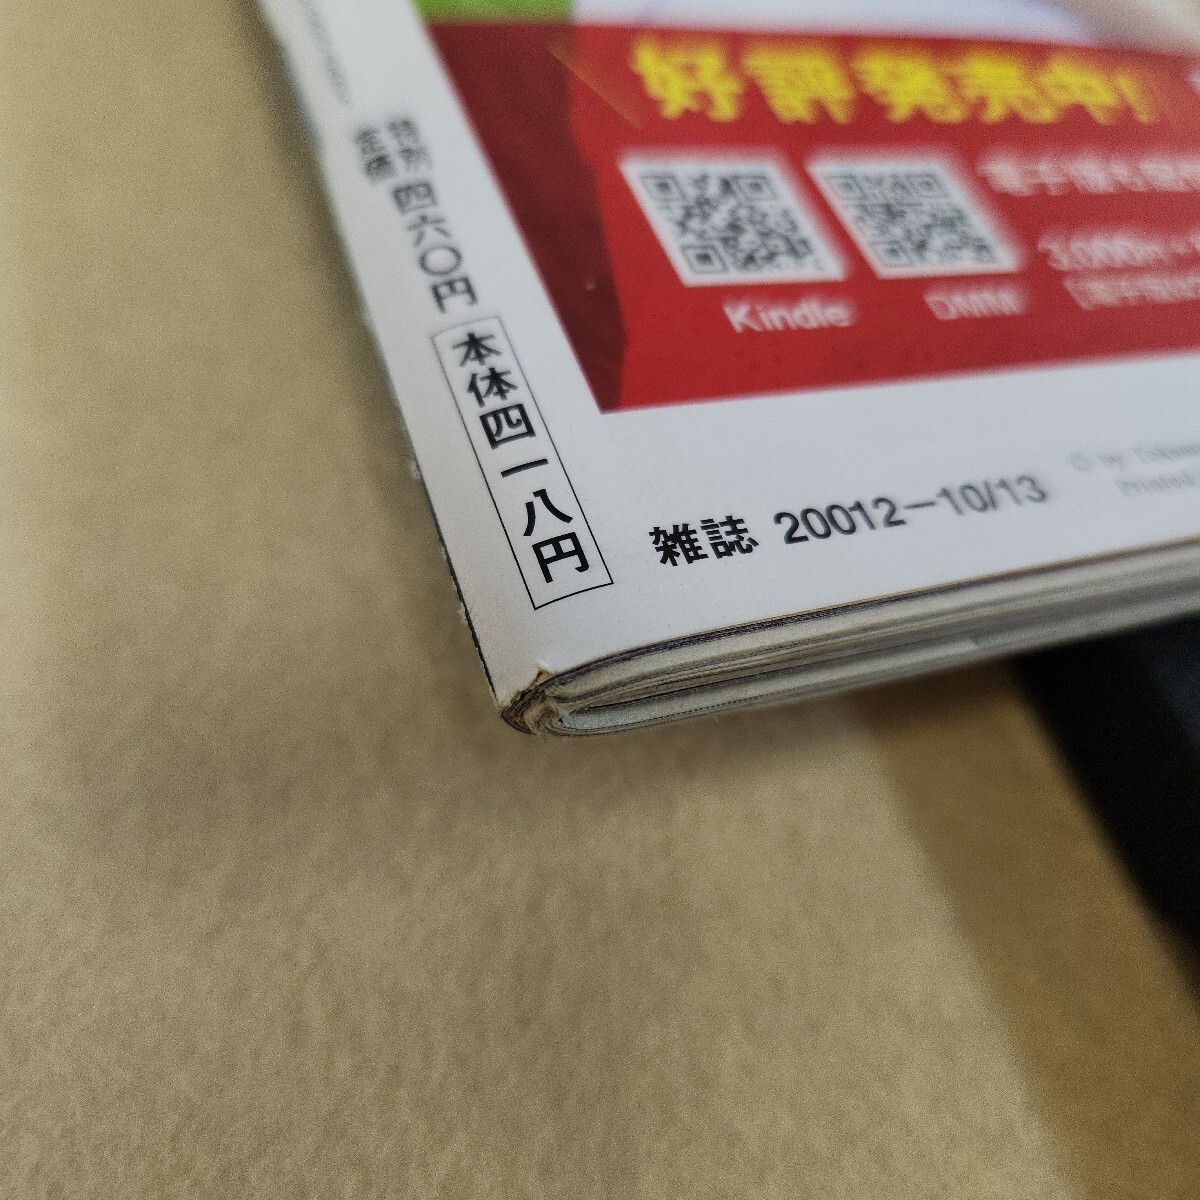 好評発売中!
Kindle
DMM
特別
定価
四六〇円
本体四一八円
雑誌 20012−10/13